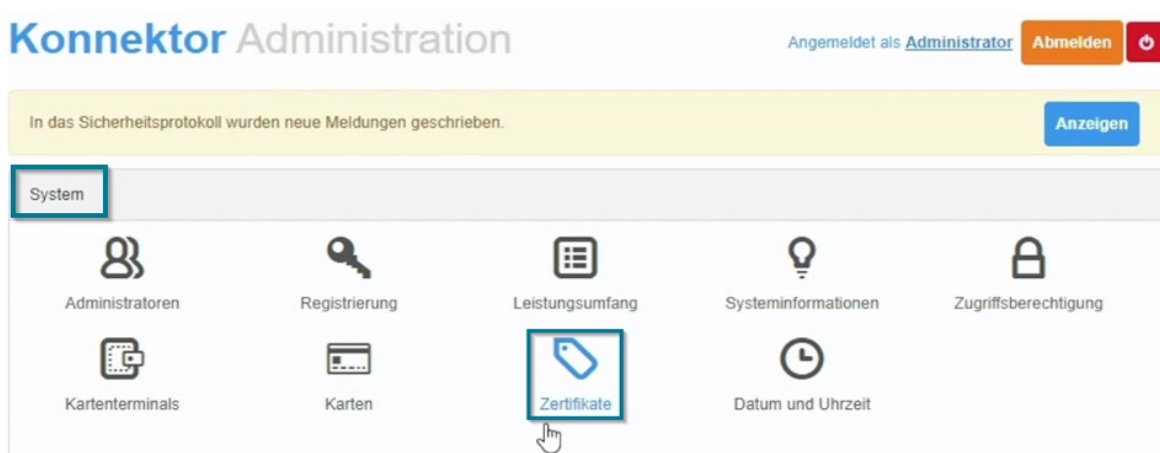 Konnektor Administration
Angemeldet als Administrator Abmelden
In das Sicherheitsprotokoll wurden neue Meldungen geschrieben. Anzeigen
System
Administratoren Registrierung Leistungsumfang Systeminformationen Zugriffsberechtigung
Kartenterminals Karten Zertifikate Datum und Uhrzeit